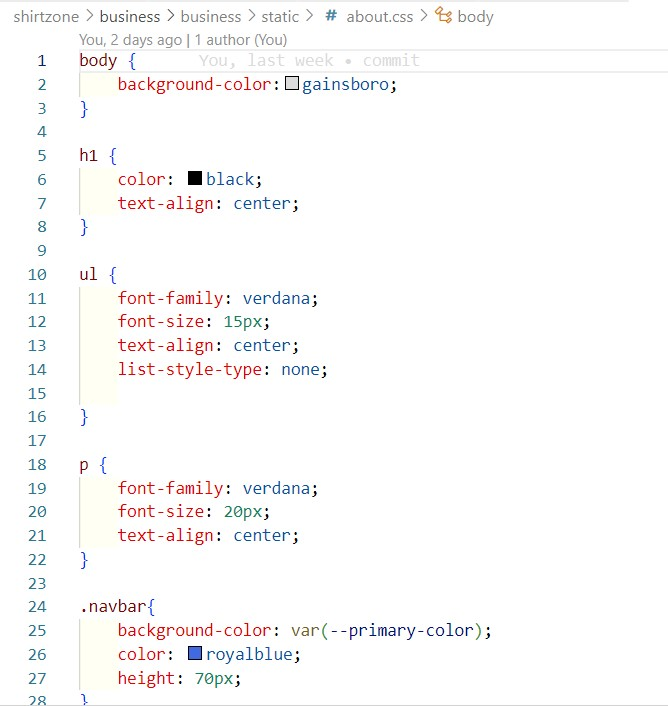 shirtzone > business > business > static > # about.css > body
You, 2 days ago | 1 author (You)
1 body { You, last week • commit
2 background-color: gainsboro;
3 }
4
5 h1 {
6 color: black;
7 text-align: center;
8 }
9
10 ul {
11 font-family: verdana;
12 font-size: 15px;
13 text-align: center;
14 list-style-type: none;
15
16 }
17
18 p {
19 font-family: verdana;
20 font-size: 20px;
21 text-align: center;
22 }
23
24 .navbar{
25 background-color: var(--primary-color);
26 color: royalblue;
27 height: 70px;
28 }